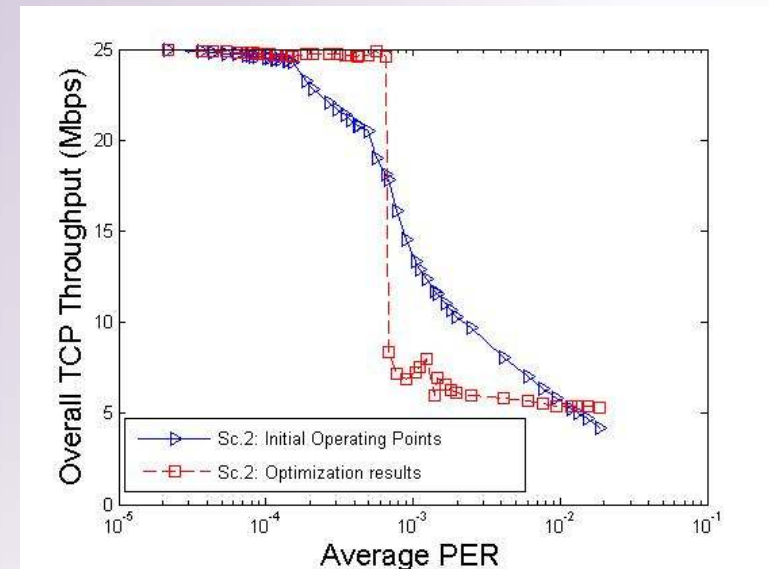 Overall TCP Throughput (Mbps)
25
20
15
10
5
0
Sc.2: Initial Operating Points
Sc.2: Optimization results
10^-5
10^-4
10^-3
10^-2
10^-1
Average PER